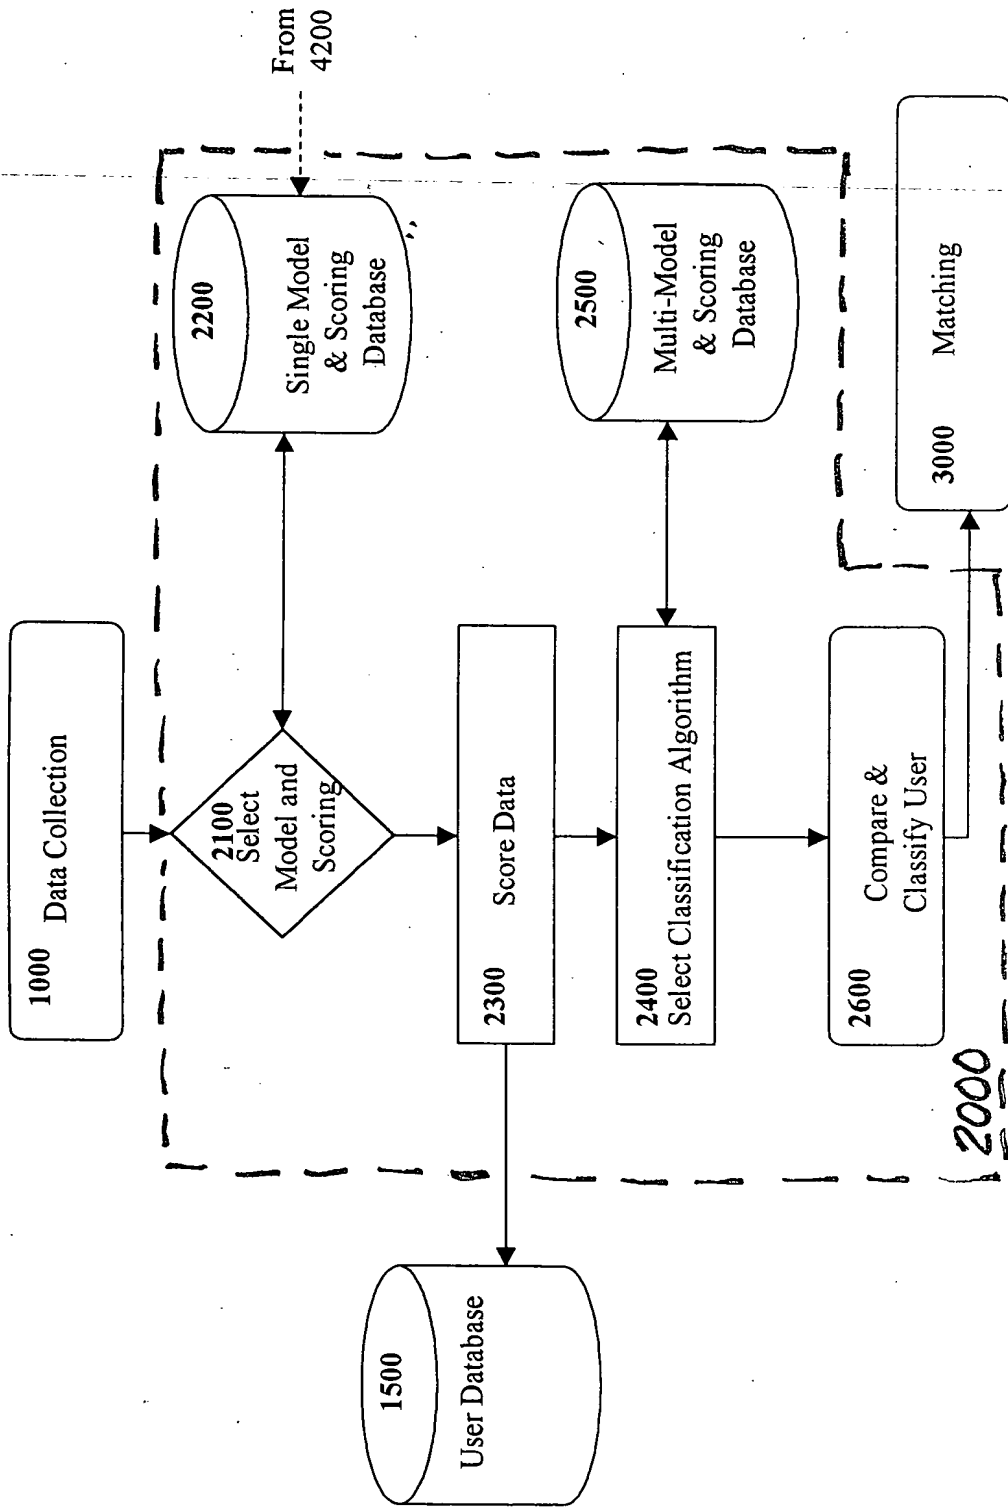 1000 Data Collection
From
4200
2100
Select
Model and
Scoring
2200
Single Model
& Scoring
Database
1500
User Database
2300
Score Data
2400
Select Classification Algorithm
2500
Multi-Model
& Scoring
Database
2600
Compare &
Classify User
3000
Matching
2000